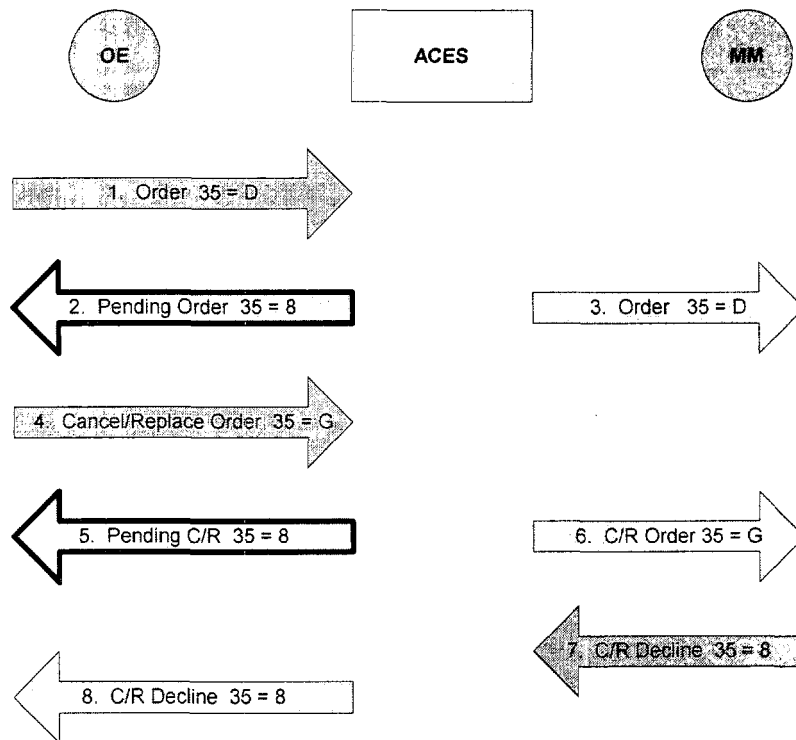 OE
ACES
MM
1. Order 35 = D
2. Pending Order 35 = 8
3. Order 35 = D
4. Cancel/Replace Order 35 = G
5. Pending C/R 35 = 8
6. C/R Order 35 = G
7. C/R Decline 35 = 8
8. C/R Decline 35 = 8